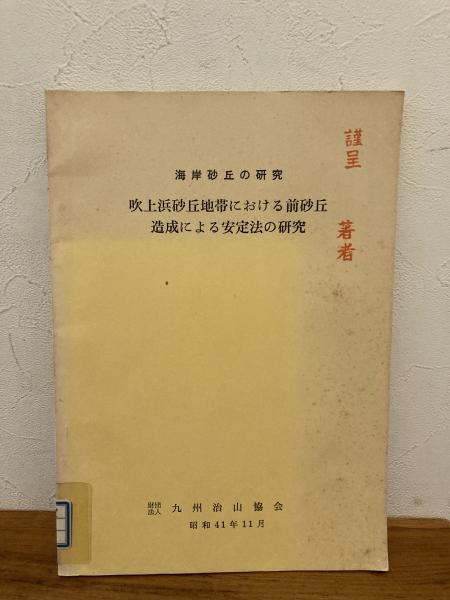 謹呈 著者
海岸砂丘の研究
吹上浜砂丘地帯における前砂丘
造成による安定法の研究
財団法人 九州治山協会
昭和41年11月